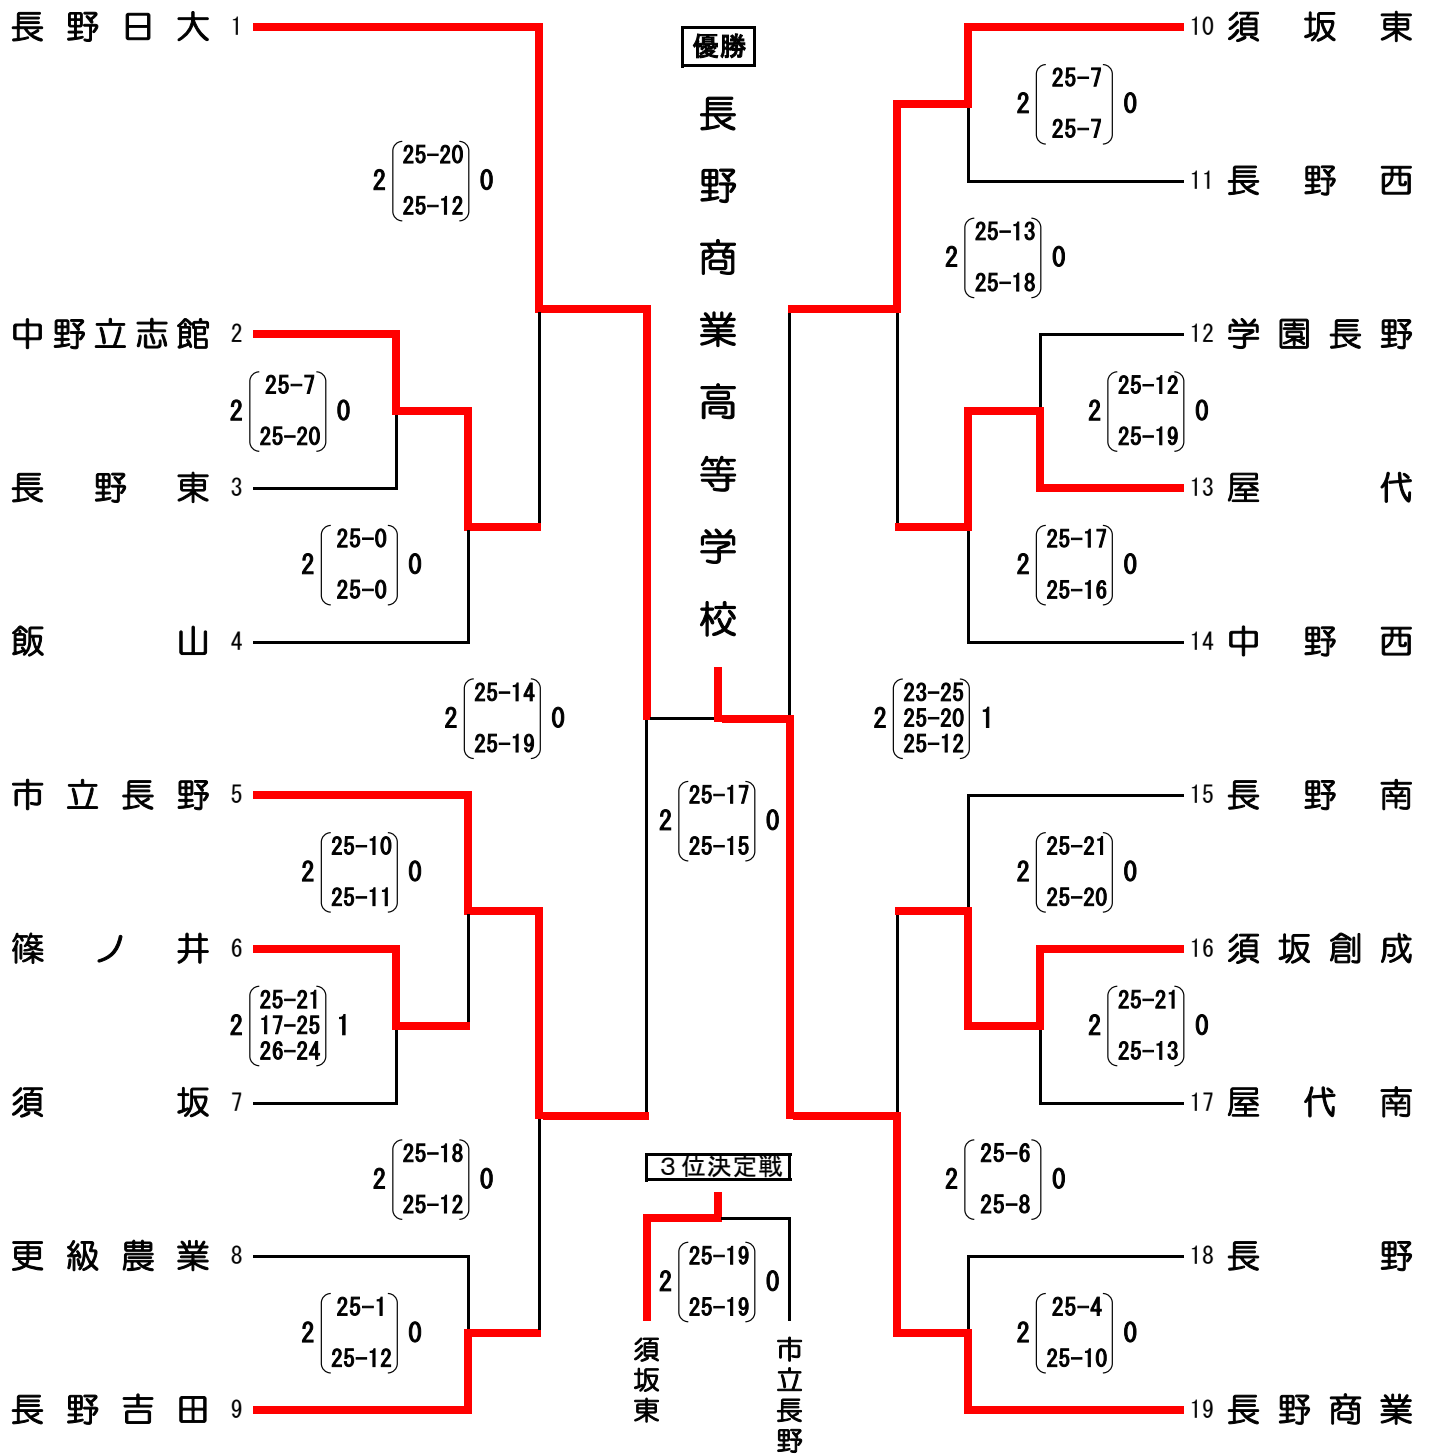 長野日大 1
2 25-20 0
25-12
中野立志館 2
2 25-7 0
25-20
長野東 3
2 25-0 0
25-0
飯山 4
2 25-14 0
25-19
市立長野 5
2 25-10 0
25-11
篠ノ井 6
25-21
2 17-25 1
26-24
須坂 7
2 25-18 0
25-12
更級農業 8
2 25-1 0
25-12
長野吉田 9
優勝
長野商業高等学校
2 25-17 0
25-15
3位決定戦
2 25-19 0
25-19
須坂東
市立長野
10 須坂東
2 25-7 0
25-7
11 長野西
2 25-13 0
25-18
12 学園長野
2 25-12 0
25-19
13 屋代
2 25-17 0
25-16
14 中野西
23-25
2 25-20 1
25-12
15 長野南
2 25-21 0
25-20
16 須坂創成
2 25-21 0
25-13
17 屋代南
2 25-6 0
25-8
18 長野
2 25-4 0
25-10
19 長野商業